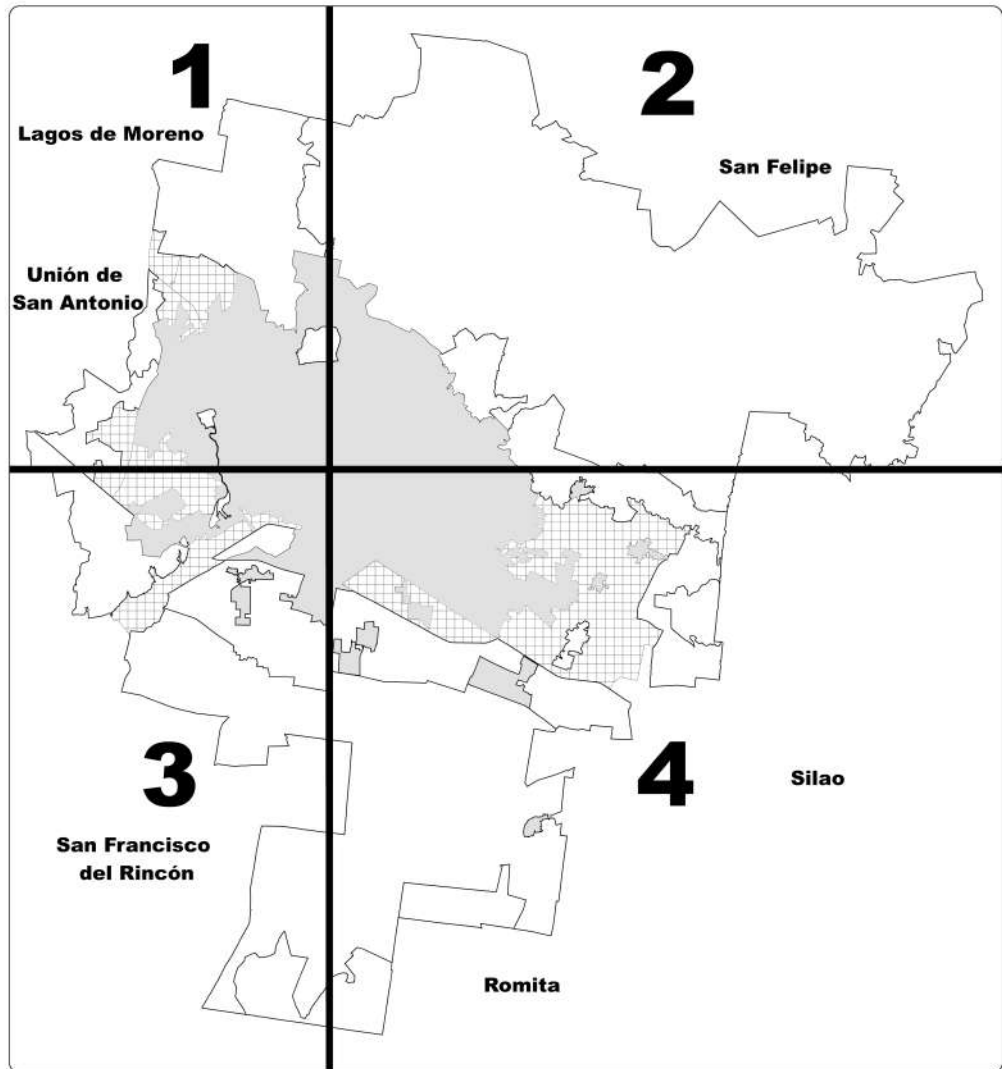 1
2
Lagos de Moreno
San Felipe
Unión de
San Antonio
3
4
Silao
San Francisco
del Rincón
Romita